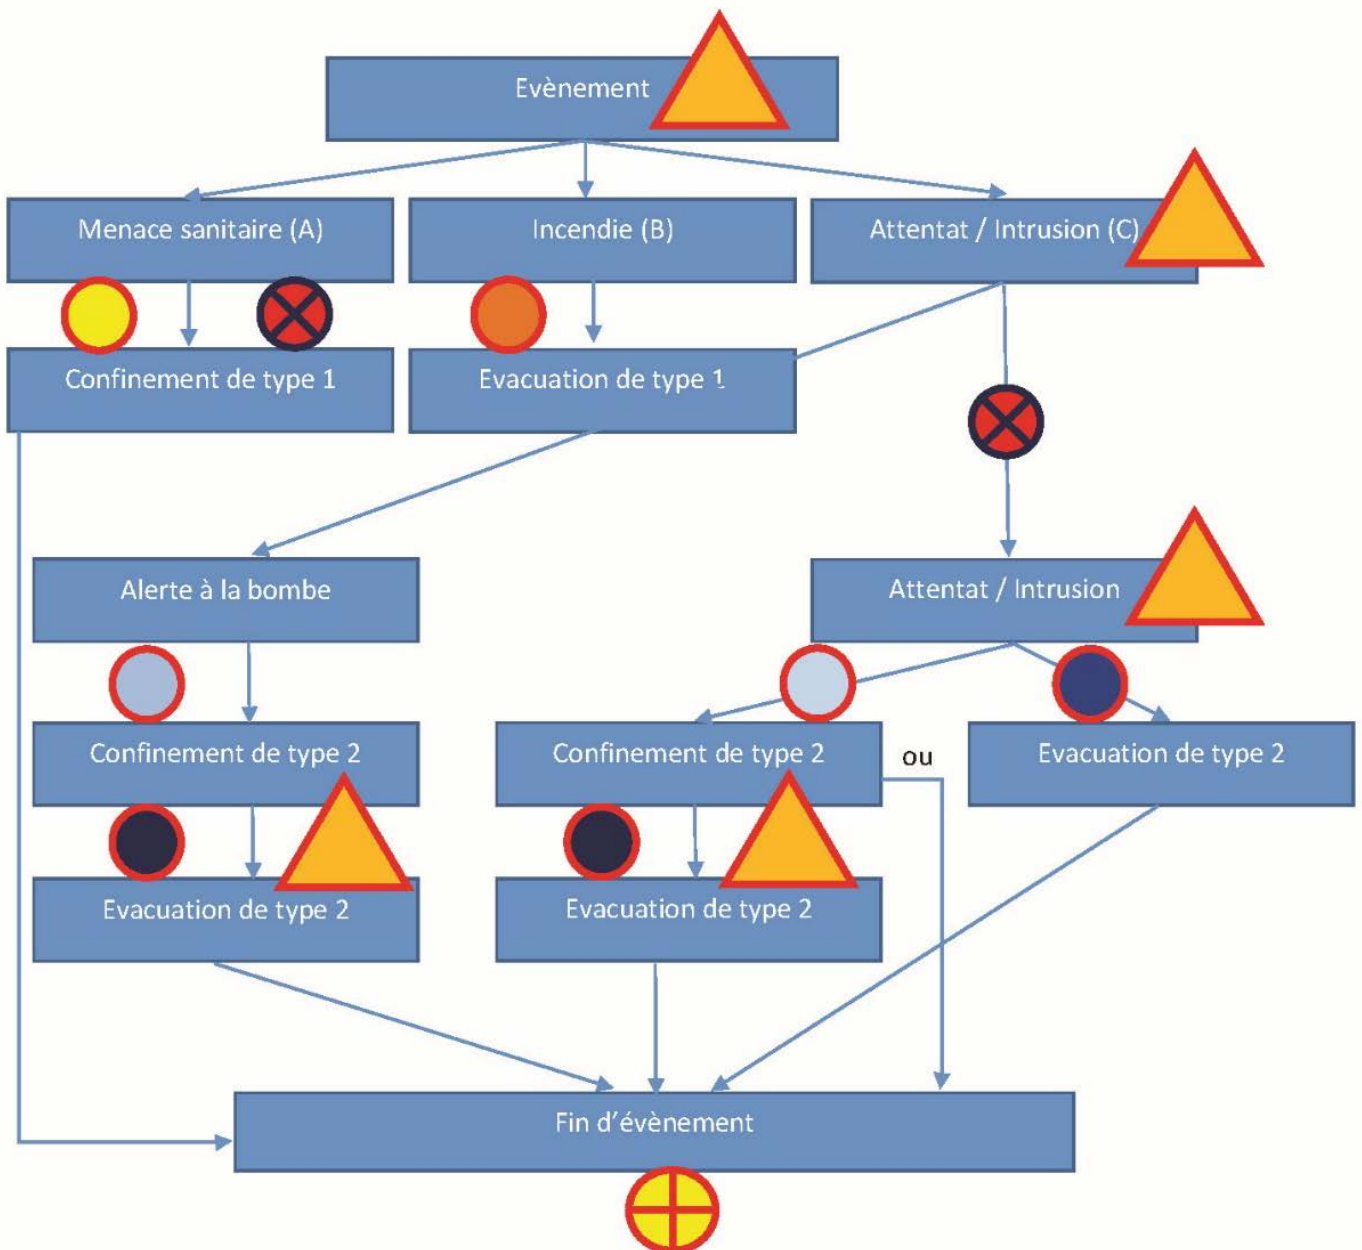 Evènement
Menace sanitaire (A)
Incendie (B)
Attentat / Intrusion (C)
Confinement de type 1
Evacuation de type 1
Alerte à la bombe
Attentat / Intrusion
Confinement de type 2
Confinement de type 2
ou
Evacuation de type 2
Evacuation de type 2
Evacuation de type 2
Fin d'évènement